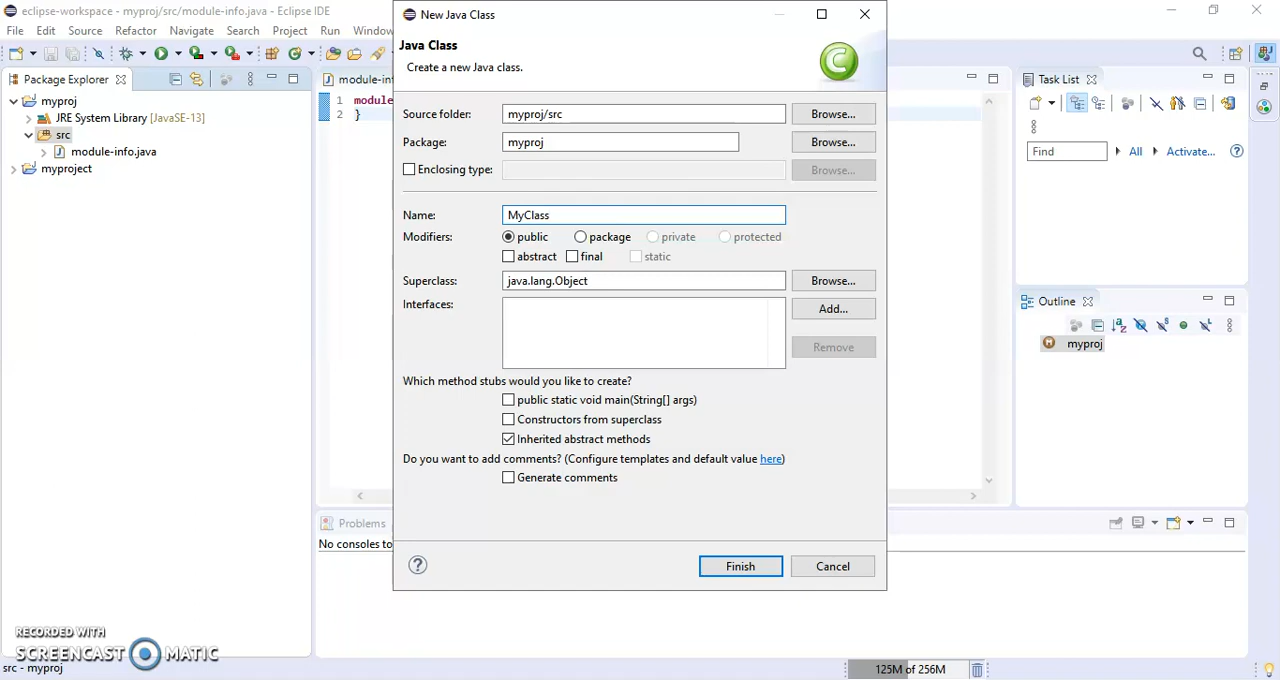 eclipse-workspace - myproj/src/module-info.java - Eclipse IDE
File Edit Source Refactor Navigate Search Project Run Window
Package Explorer
myproj
JRE System Library [JavaSE-13]
src
module-info.java
myproject
module-inf
1 module
2 }
New Java Class
Java Class
Create a new Java class.
Source folder: myproj/src Browse...
Package: myproj Browse...
Enclosing type: Browse...
Name: MyClass
Modifiers: public package private protected
abstract final static
Superclass: java.lang.Object Browse...
Interfaces: Add...
Remove
Which method stubs would you like to create?
public static void main(String[] args)
Constructors from superclass
Inherited abstract methods
Do you want to add comments? (Configure templates and default value here)
Generate comments
Finish Cancel
Task List
Find All Activate...
Outline
myproj
Problems
No consoles to
RECORDED WITH
SCREENCAST MATIC
src - myproj
125M of 256M